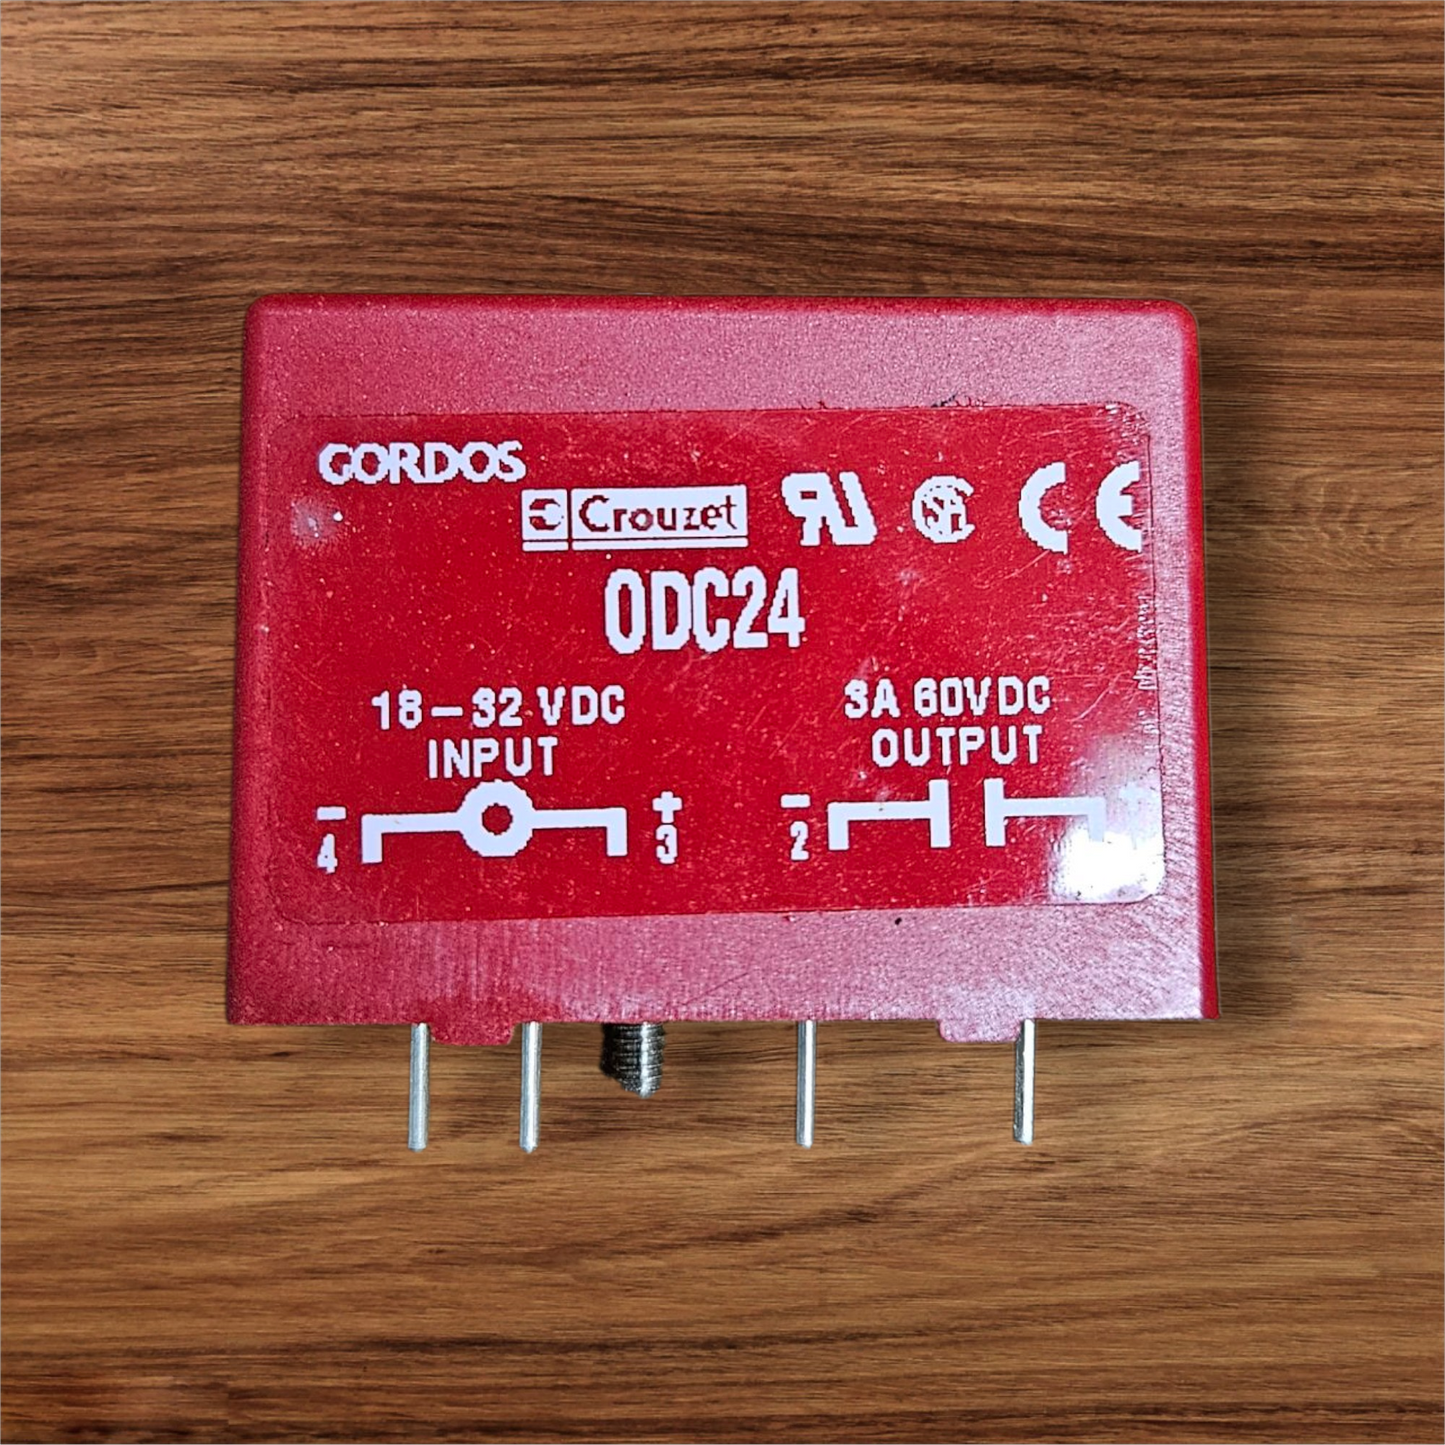 GORDOS
Crouzet
ODC24
18-32 VDC
INPUT
3A 60VDC
OUTPUT
- +
4 3
-
2